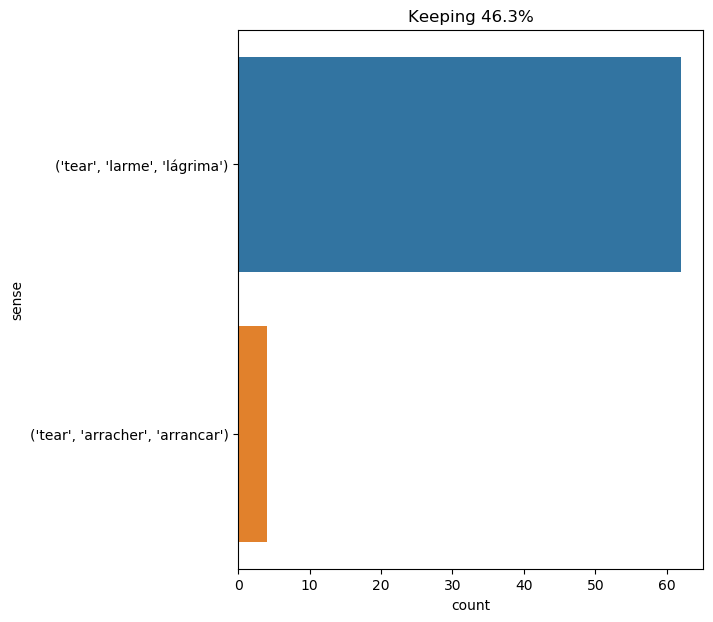 Keeping 46.3%
('tear', 'larme', 'lágrima')
('tear', 'arracher', 'arrancar')
sense
0 10 20 30 40 50 60
count